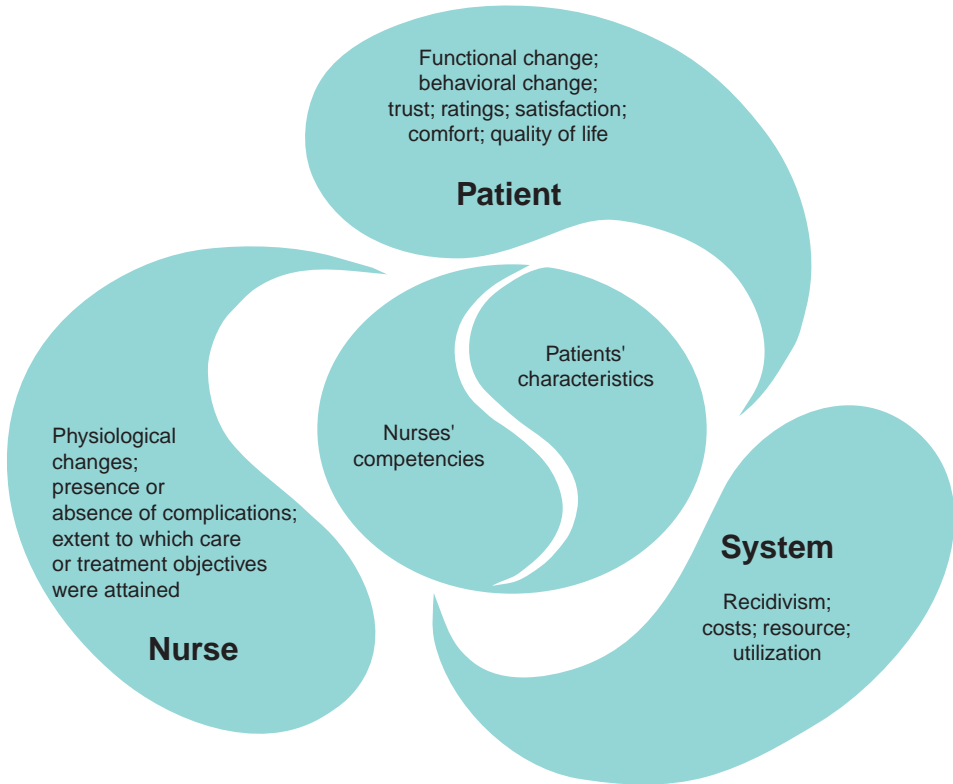 Functional change;
behavioral change;
trust; ratings; satisfaction;
comfort; quality of life
Patient
Patients'
characteristics
Nurses'
competencies
Physiological
changes;
presence or
absence of complications;
extent to which care
or treatment objectives
were attained
Nurse
System
Recidivism;
costs; resource;
utilization